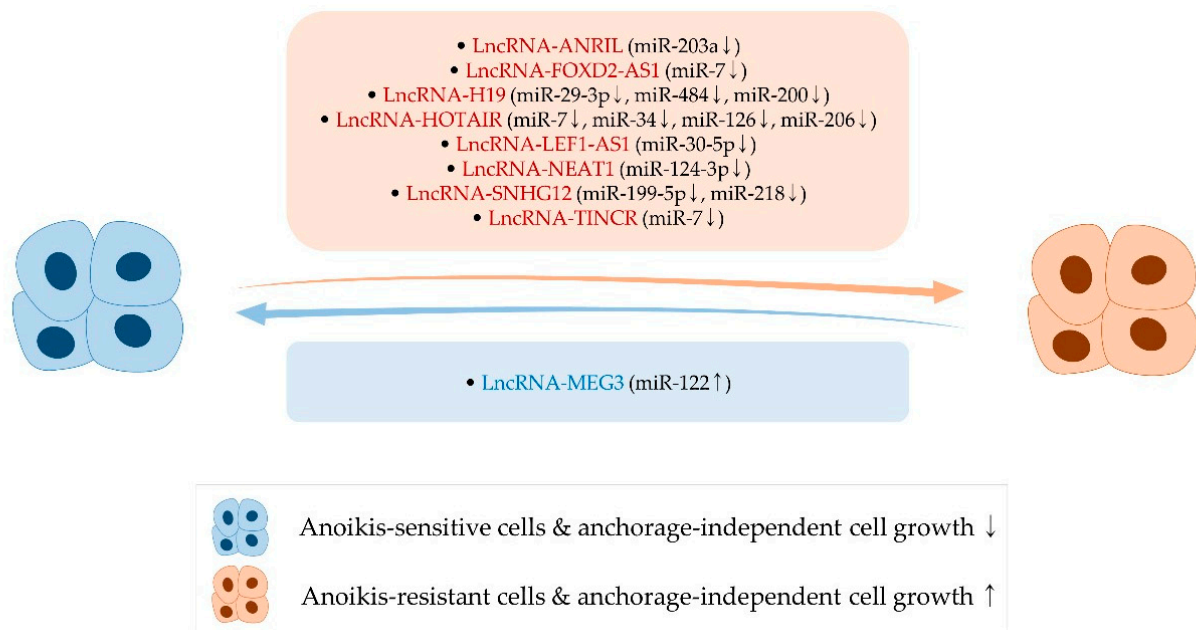 • LncRNA-ANRIL (miR-203a↓)
• LncRNA-FOXD2-AS1 (miR-7↓)
• LncRNA-H19 (miR-29-3p↓, miR-484↓, miR-200↓)
• LncRNA-HOTAIR (miR-7↓, miR-34↓, miR-126↓, miR-206↓)
• LncRNA-LEF1-AS1 (miR-30-5p↓)
• LncRNA-NEAT1 (miR-124-3p↓)
• LncRNA-SNHG12 (miR-199-5p↓, miR-218↓)
• LncRNA-TINCR (miR-7↓)
• LncRNA-MEG3 (miR-122↑)
Anoikis-sensitive cells & anchorage-independent cell growth ↓
Anoikis-resistant cells & anchorage-independent cell growth ↑